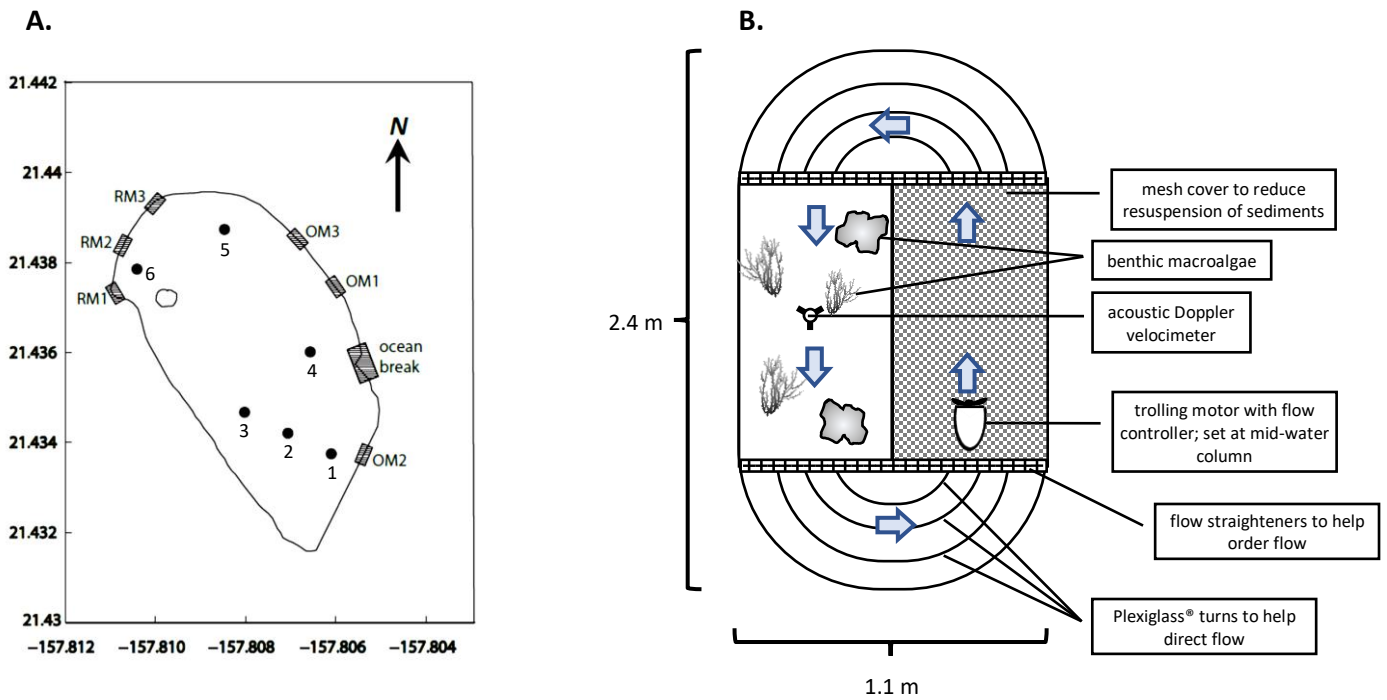 A.
B.
21.442
21.44
21.438
21.436
21.434
21.432
21.43
−157.812
−157.810
−157.808
−157.806
−157.804
N
RM3
RM2
RM1
OM3
OM1
ocean
break
OM2
5
6
4
3
2
1
2.4 m
1.1 m
mesh cover to reduce
resuspension of sediments
benthic macroalgae
acoustic Doppler
velocimeter
trolling motor with flow
controller; set at mid-water
column
flow straighteners to help
order flow
Plexiglass® turns to help
direct flow